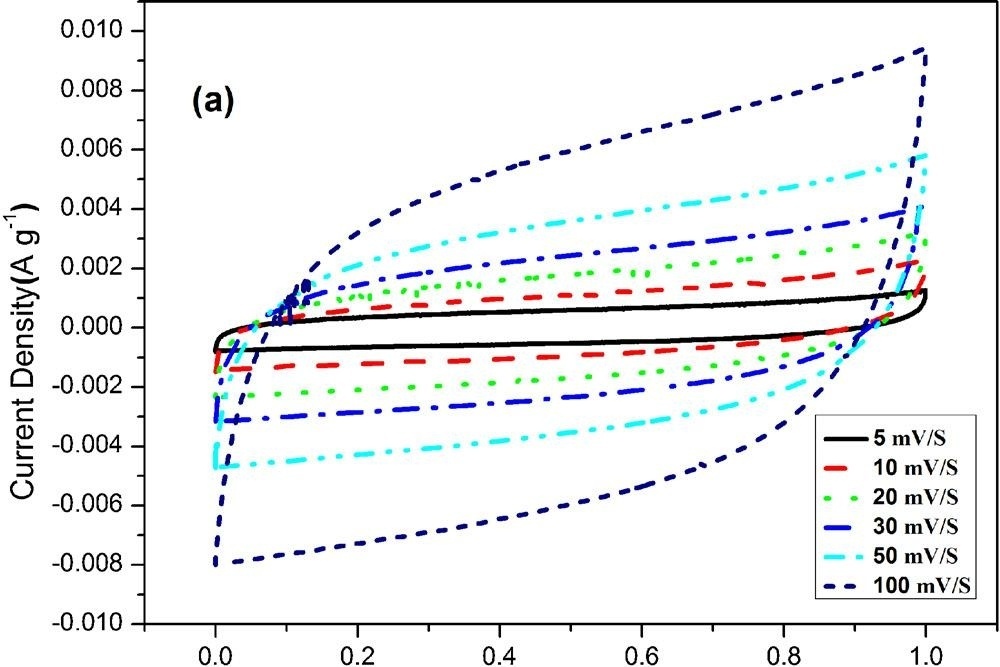 0.010
0.008
(a)
0.006
0.004
0.002
0.000
-0.002
-0.004
-0.006
-0.008
-0.010
Current Density(A g-1)
5 mV/S
10 mV/S
20 mV/S
30 mV/S
50 mV/S
100 mV/S
0.0 0.2 0.4 0.6 0.8 1.0